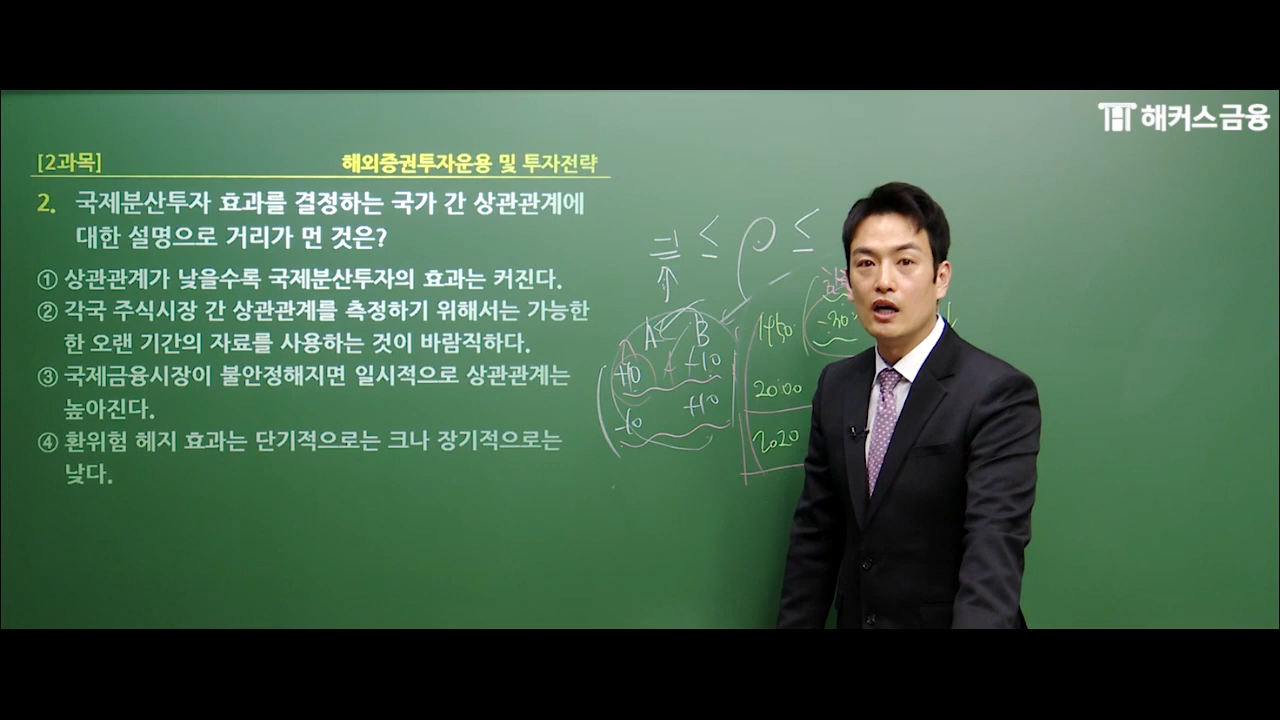 해커스금융
[2과목] 해외증권투자운용 및 투자전략
2. 국제분산투자 효과를 결정하는 국가 간 상관관계에
대한 설명으로 거리가 먼 것은?
① 상관관계가 낮을수록 국제분산투자의 효과는 커진다.
② 각국 주식시장 간 상관관계를 측정하기 위해서는 가능한
한 오랜 기간의 자료를 사용하는 것이 바람직하다.
③ 국제금융시장이 불안정해지면 일시적으로 상관관계는
높아진다.
④ 환위험 헤지 효과는 단기적으로는 크나 장기적으로는
낮다.
-1 ≤ ρ ≤
A B
+10 -10
-10 +10
1950
-30
2000
2020